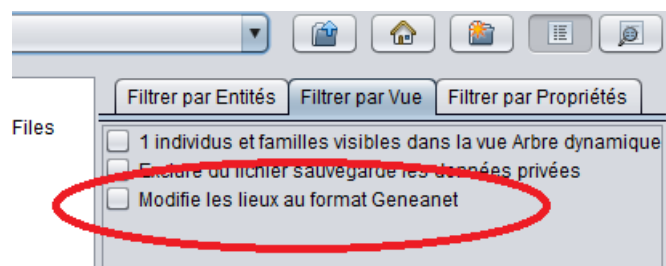 Filtrer par Entités Filtrer par Vue Filtrer par Propriétés
Files
1 individus et familles visibles dans la vue Arbre dynamique
Exclure du fichier sauvegardé les données privées
Modifie les lieux au format Geneanet